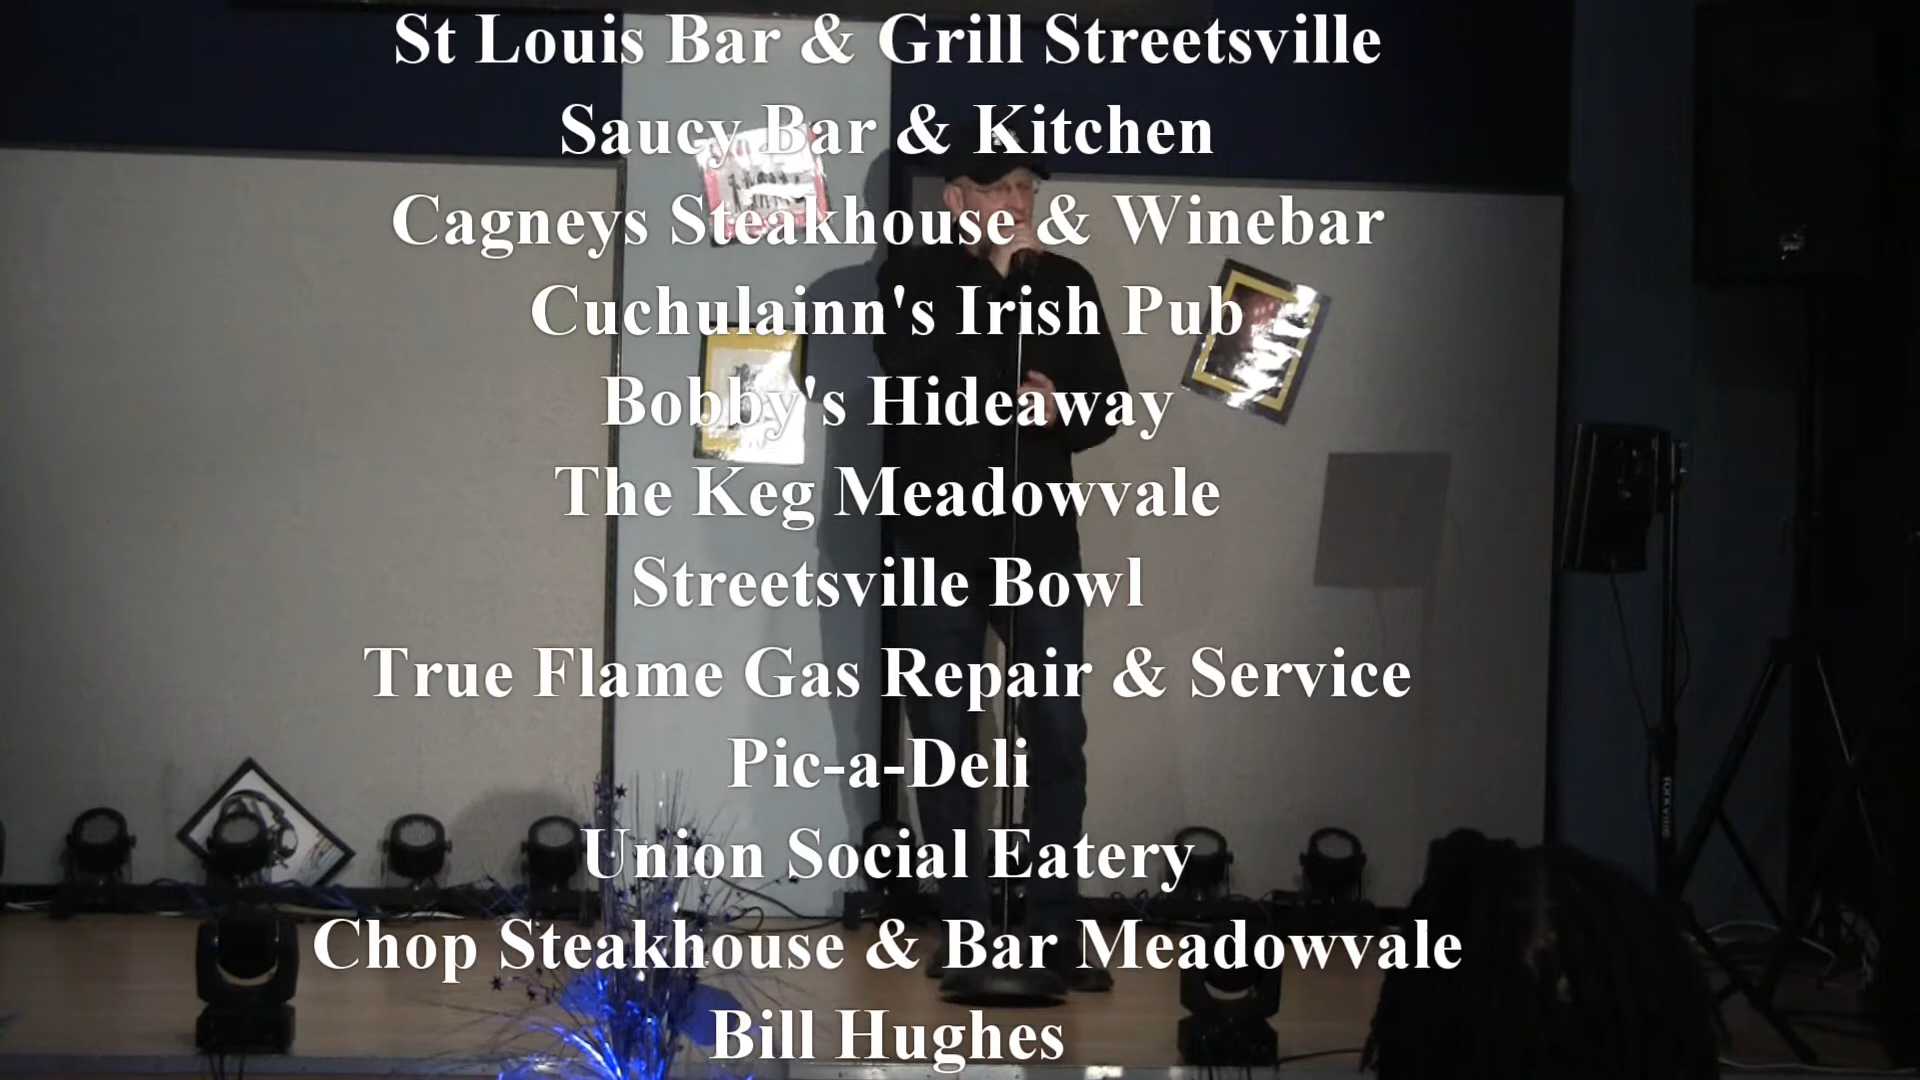 St Louis Bar & Grill Streetsville
Saucy Bar & Kitchen
Cagneys Steakhouse & Winebar
Cuchulainn's Irish Pub
Bobby's Hideaway
The Keg Meadowvale
Streetsville Bowl
True Flame Gas Repair & Service
Pic-a-Deli
Union Social Eatery
Chop Steakhouse & Bar Meadowvale
Bill Hughes